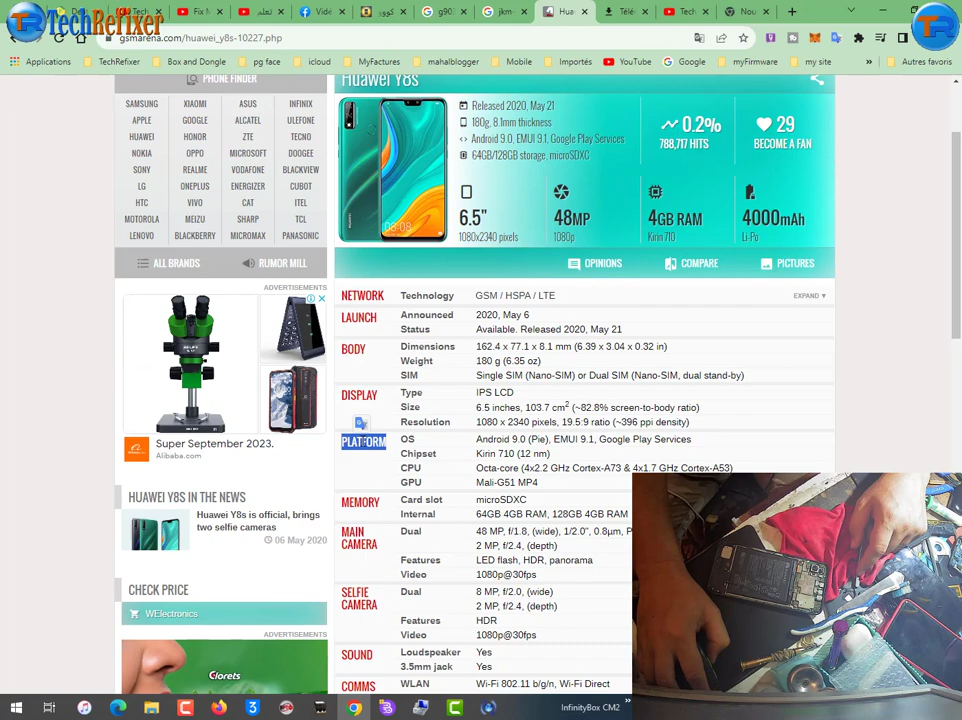 TechRefixer
TR
Tech
Fix N
تعلم
Vidé
كوور
g90
jkm-
Hua
Télé
Tech
Nou
gsmarena.com/huawei_y8s-10227.php
Applications
TechRefixer
Box and Dongle
pg face
icloud
MyFactures
mahalblogger
Mobile
Importés
YouTube
Google
myFirmware
my site
»
Autres favoris
PHONE FINDER
SAMSUNG XIAOMI ASUS INFINIX
APPLE GOOGLE ALCATEL ULEFONE
HUAWEI HONOR ZTE TECNO
NOKIA OPPO MICROSOFT DOOGEE
SONY REALME VODAFONE BLACKVIEW
LG ONEPLUS ENERGIZER CUBOT
HTC VIVO CAT ITEL
MOTOROLA MEIZU SHARP TCL
LENOVO BLACKBERRY MICROMAX PANASONIC
ALL BRANDS RUMOR MILL
ADVERTISEMENTS
Super September 2023.
Alibaba.com
HUAWEI Y8S IN THE NEWS
Huawei Y8s is official, brings
two selfie cameras
06 May 2020
CHECK PRICE
WElectronics
ADVERTISEMENTS
Clorets
Huawei Y8s
08:08
Released 2020, May 21
180g, 8.1mm thickness
Android 9.0, EMUI 9.1, Google Play Services
64GB/128GB storage, microSDXC
0.2%
788,717 HITS
29
BECOME A FAN
6.5"
1080x2340 pixels
48MP
1080p
4GB RAM
Kirin 710
4000mAh
Li-Po
OPINIONS COMPARE PICTURES
NETWORK Technology GSM / HSPA / LTE EXPAND ▼
LAUNCH Announced 2020, May 6
Status Available. Released 2020, May 21
BODY Dimensions 162.4 x 77.1 x 8.1 mm (6.39 x 3.04 x 0.32 in)
Weight 180 g (6.35 oz)
SIM Single SIM (Nano-SIM) or Dual SIM (Nano-SIM, dual stand-by)
DISPLAY Type IPS LCD
Size 6.5 inches, 103.7 cm2 (~82.8% screen-to-body ratio)
Resolution 1080 x 2340 pixels, 19.5:9 ratio (~396 ppi density)
PLATFORM OS Android 9.0 (Pie), EMUI 9.1, Google Play Services
Chipset Kirin 710 (12 nm)
CPU Octa-core (4x2.2 GHz Cortex-A73 & 4x1.7 GHz Cortex-A53)
GPU Mali-G51 MP4
MEMORY Card slot microSDXC
Internal 64GB 4GB RAM, 128GB 4GB RAM
MAIN CAMERA Dual 48 MP, f/1.8, (wide), 1/2.0", 0.8µm, P
2 MP, f/2.4, (depth)
Features LED flash, HDR, panorama
Video 1080p@30fps
SELFIE CAMERA Dual 8 MP, f/2.0, (wide)
2 MP, f/2.4, (depth)
Features HDR
Video 1080p@30fps
SOUND Loudspeaker Yes
3.5mm jack Yes
COMMS WLAN Wi-Fi 802.11 b/g/n, Wi-Fi Direct
InfinityBox CM2 »